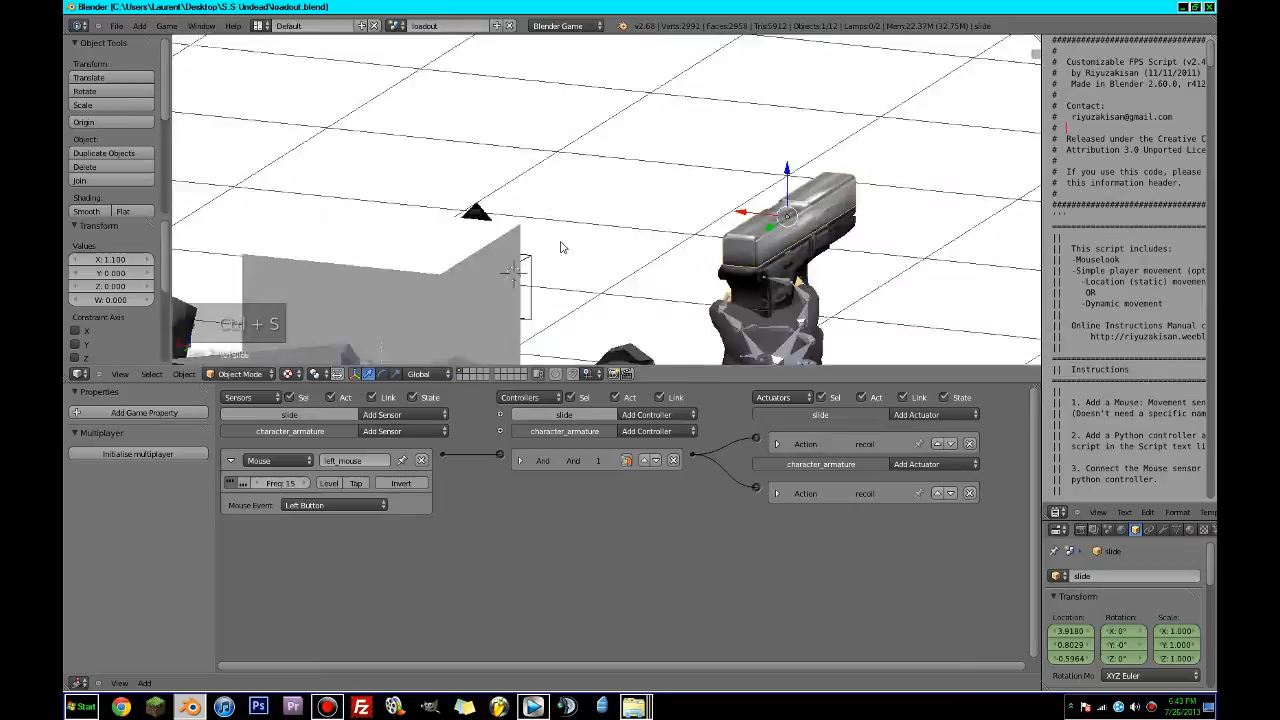 Blender [C:\Users\Laurent\Desktop\S.S Undead\loadout.blend]
File Add Game Window Help Default loadout Blender Game v2.68 | Verts:2991 | Faces:2958 | Tris:5912 | Objects:1/12 | Lamps:0/2 | Mem:22.37M (32.75M) | slide
Object Tools
Transform:
Translate
Rotate
Scale
Origin
Object:
Duplicate Objects
Delete
Join
Shading:
Smooth Flat
Transform
Values
X: 1.100
Y: 0.000
Z: 0.000
W: 0.000
Constraint Axis
X
Y
Z
Ctrl + S
View Select Object Object Mode Global
Properties
Add Game Property
Multiplayer
Initialise multiplayer
Sensors Sel Act Link State
slide Add Sensor
character_armature Add Sensor
Mouse left_mouse
Freq: 15 Level Tap Invert
Mouse Event: Left Button
Controllers Sel Act Link
slide Add Controller
character_armature Add Controller
And And 1
Actuators Sel Act Link State
slide Add Actuator
Action recoil
character_armature Add Actuator
Action recoil
View Add
########################
#
# Customizable FPS Script (v2.4
# by Riyuzakisan (11/11/2011)
# Made in Blender 2.60.0, r412
#
# Contact:
# riyuzakisan@gmail.com
#
# Released under the Creative C
# Attribution 3.0 Unported Lice
#
# If you use this code, please
# this information header.
#
########################
'''
|| This script includes:
|| -Mouselook
|| -Simple player movement (opt
|| -Location (static) moveme
|| OR
|| -Dynamic movement
||
|| Online Instructions Manual c
|| http://riyuzakisan.weebl
|| Instructions
|| 1. Add a Mouse: Movement sen
|| (Doesn't need a specific nam
||
|| 2. Add a Python controller a
|| script in the Script text li
||
|| 3. Connect the Mouse sensor
|| python controller.
||
View Text Edit Format Temp
slide
slide
Transform
Location: Rotation: Scale:
3.9180 X: 0° X: 1.000
0.8029 Y: -0° Y: 1.000
-0.5964 Z: 0° Z: 1.000
Rotation Mo XYZ Euler
Start
6:43 PM
7/26/2013